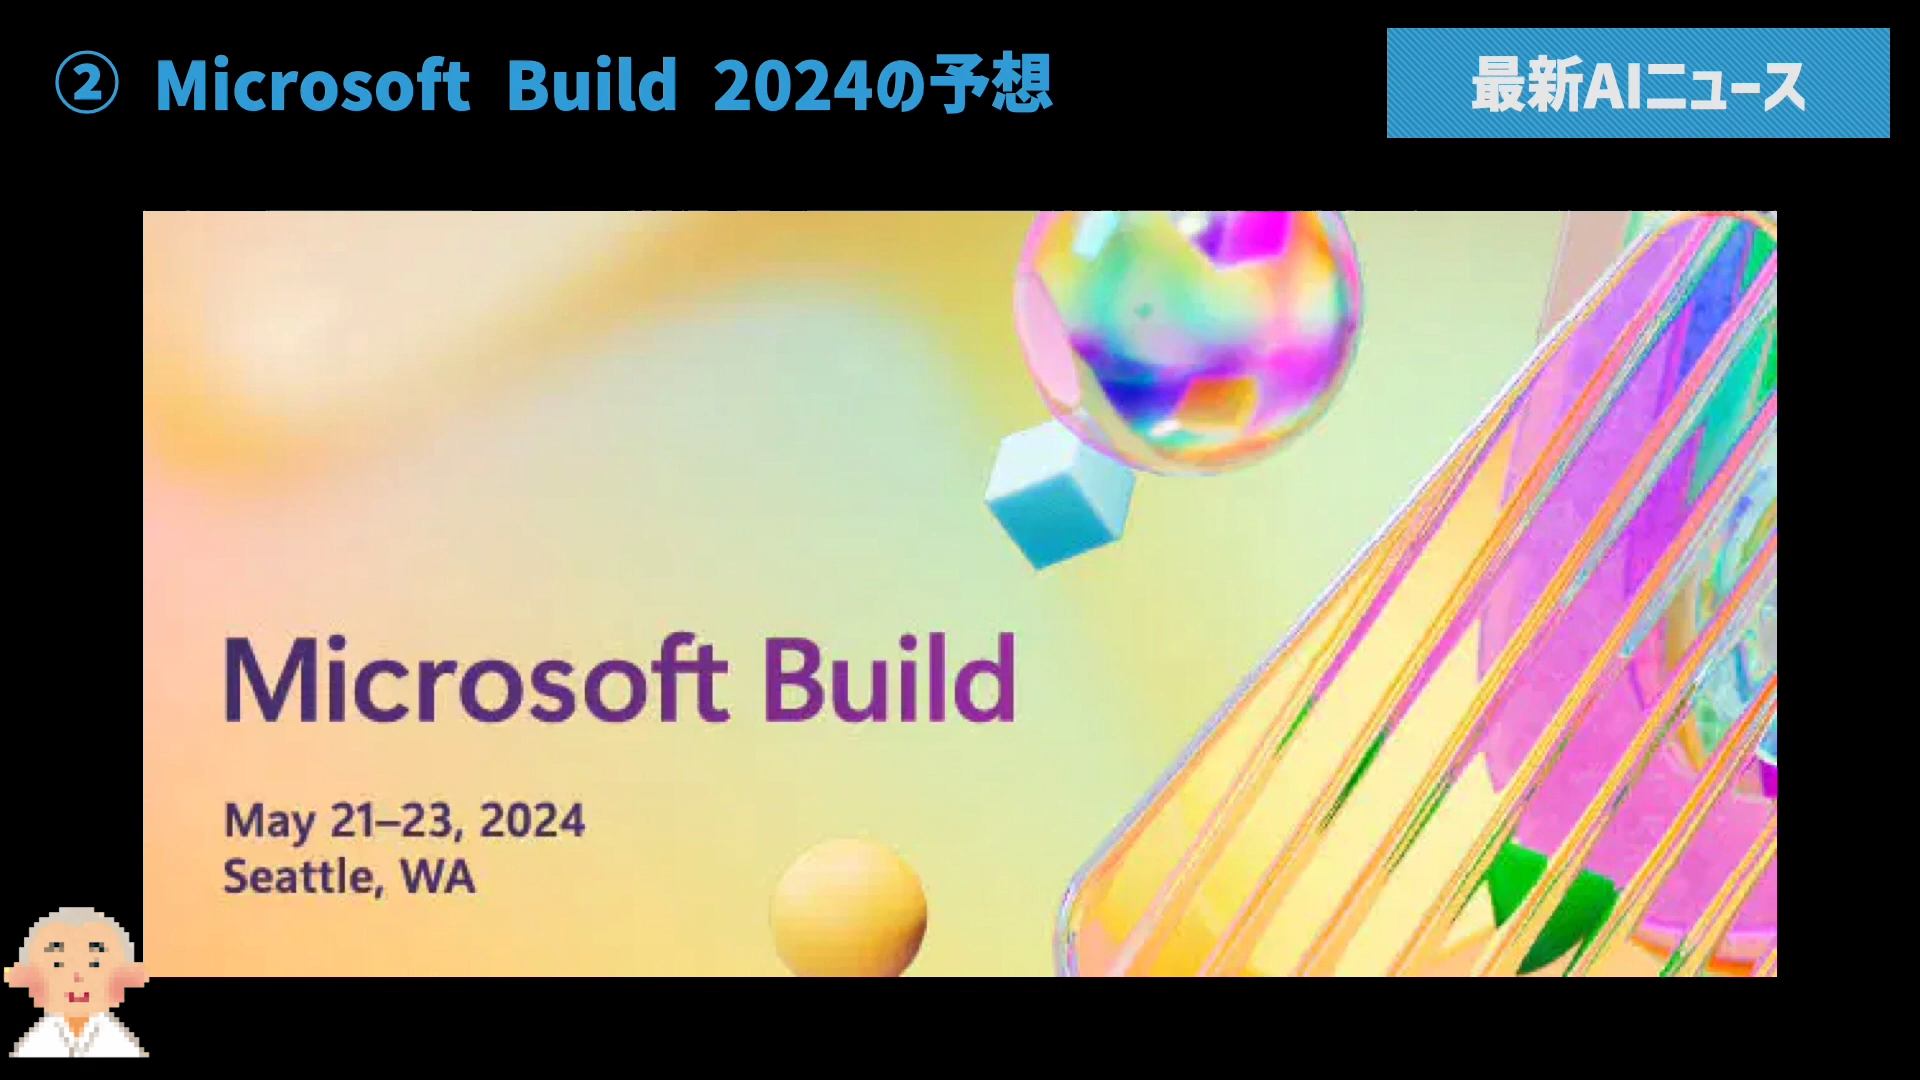 ② Microsoft Build 2024の予想
最新AIニュース
Microsoft Build
May 21–23, 2024
Seattle, WA